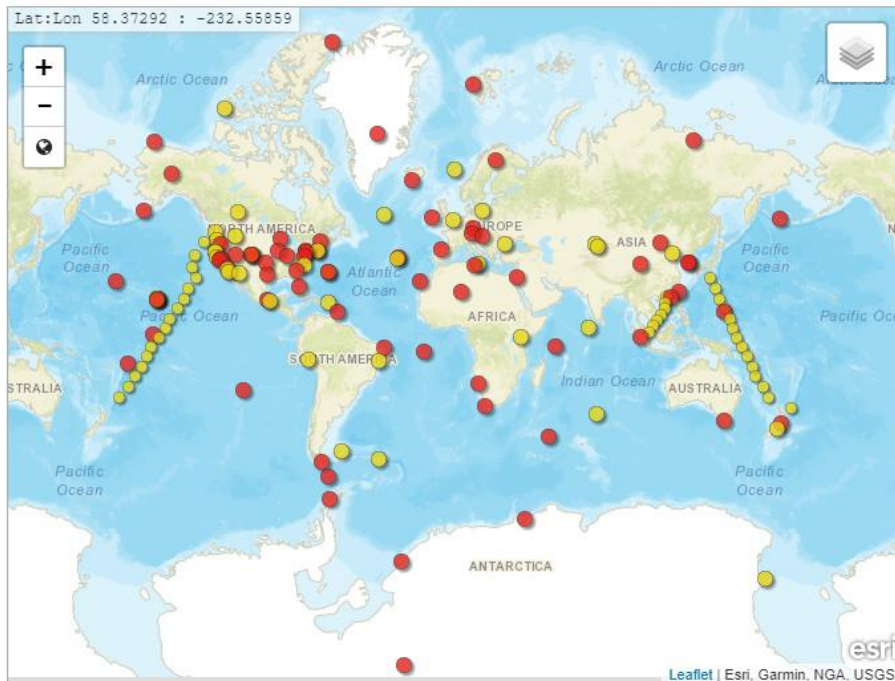 Lat:Lon 58.37292 : -232.55859
+
−
Arctic Ocean
Arctic Ocean
NORTH AMERICA
EUROPE
ASIA
Pacific
Ocean
Atlantic
Ocean
Pacific
Ocean
Pacific Ocean
AFRICA
Pacific Oc
SOUTH AMERICA
Indian Ocean
STRALIA
AUSTRALIA
Pacific
Ocean
Pacific
Ocean
ANTARCTICA
esri
Leaflet | Esri, Garmin, NGA, USGS